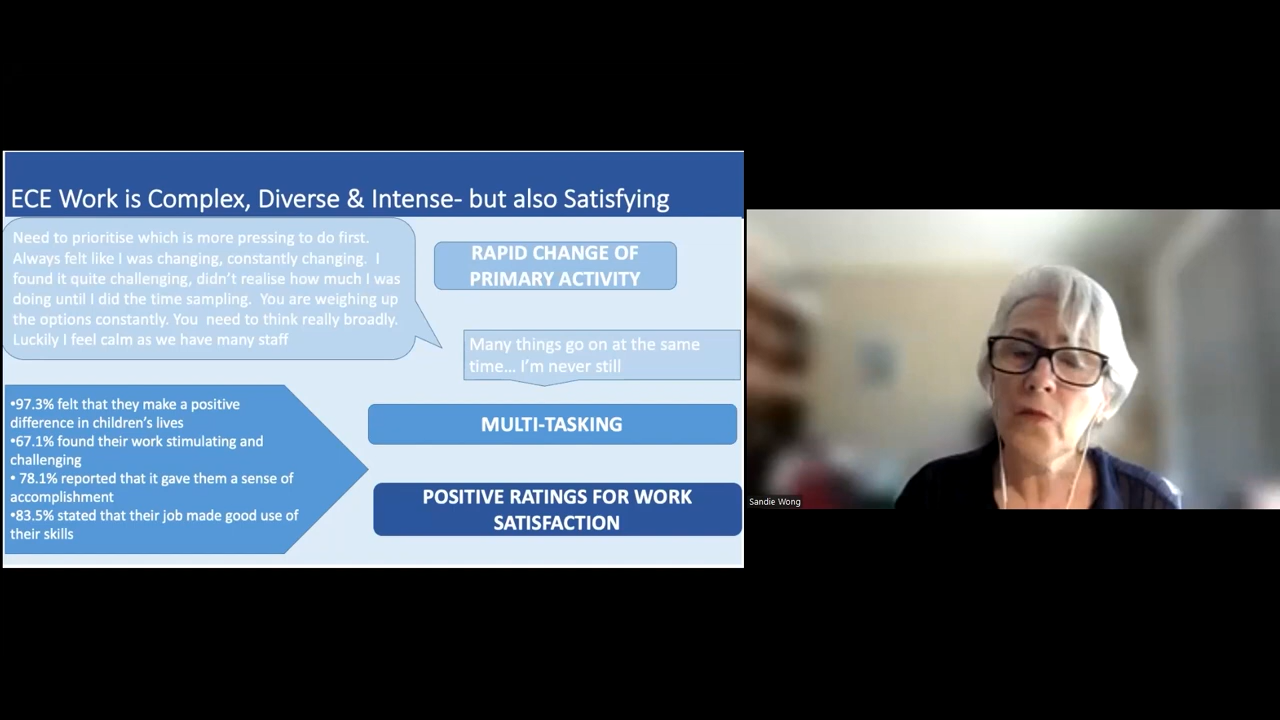 ECE Work is Complex, Diverse & Intense- but also Satisfying
Need to prioritise which is more pressing to do first.
Always felt like I was changing, constantly changing.  I
found it quite challenging, didn’t realise how much I was
doing until I did the time sampling.  You are weighing up
the options constantly. You  need to think really broadly.
Luckily I feel calm as we have many staff
RAPID CHANGE OF
PRIMARY ACTIVITY
Many things go on at the same
time… I’m never still
•97.3% felt that they make a positive
difference in children’s lives
•67.1% found their work stimulating and
challenging
• 78.1% reported that it gave them a sense of
accomplishment
•83.5% stated that their job made good use of
their skills
MULTI-TASKING
POSITIVE RATINGS FOR WORK
SATISFACTION
Sandie Wong